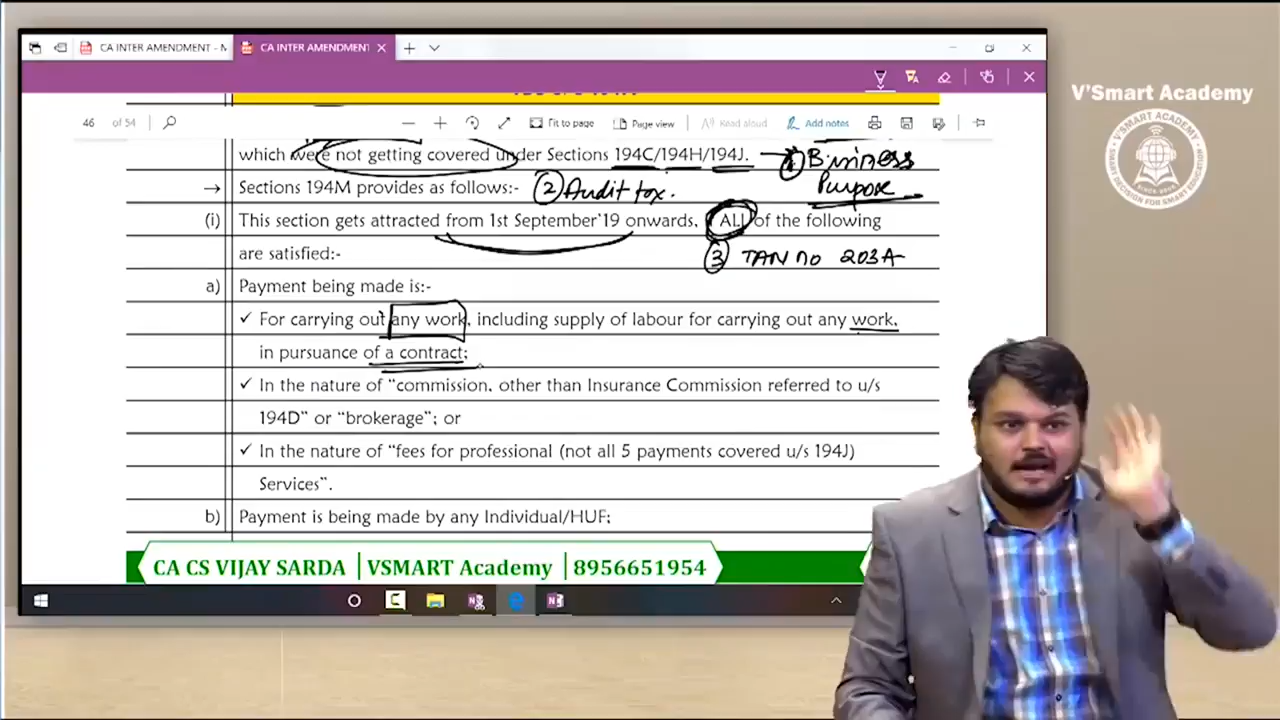 CA INTER AMENDMENT - M
CA INTER AMENDMENT
V'Smart Academy
46 of 54
Fit to page
Page view
Read aloud
Add notes
which were not getting covered under Sections 194C/194H/194J. → ① Business
Purpose
→ Sections 194M provides as follows:- ② Audit tax.
(i) This section gets attracted from 1st September'19 onwards, ALL of the following
are satisfied:- ③ TAN no 203A
a) Payment being made is:-
✓ For carrying out any work, including supply of labour for carrying out any work,
in pursuance of a contract;
✓ In the nature of "commission, other than Insurance Commission referred to u/s
194D" or "brokerage"; or
✓ In the nature of "fees for professional (not all 5 payments covered u/s 194J)
Services".
b) Payment is being made by any Individual/HUF;
CA CS VIJAY SARDA | VSMART Academy | 8956651954